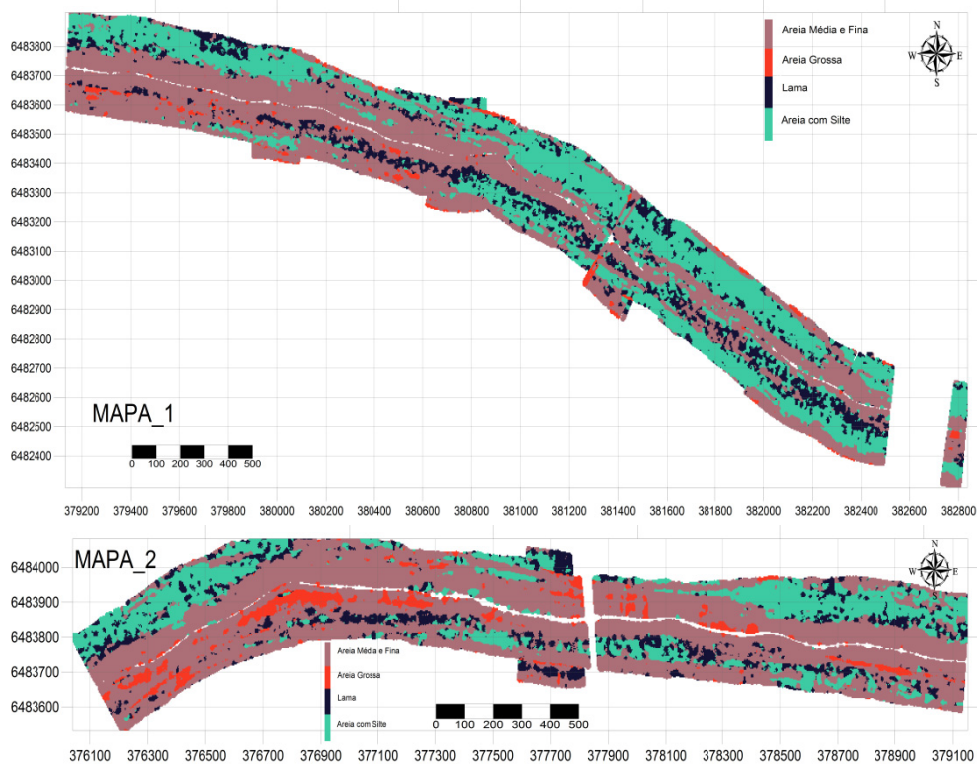 Areia Média e Fina
Areia Grossa
Lama
Areia com Silte
N
W E
S
6483800
6483700
6483600
6483500
6483400
6483300
6483200
6483100
6483000
6482900
6482800
6482700
6482600
6482500
6482400
MAPA_1
0 100 200 300 400 500
379200 379400 379600 379800 380000 380200 380400 380600 380800 381000 381200 381400 381600 381800 382000 382200 382400 382600 382800
MAPA_2
N
W E
S
6484000
6483900
6483800
6483700
6483600
Areia Média e Fina
Areia Grossa
Lama
Areia com Silte
0 100 200 300 400 500
376100 376300 376500 376700 376900 377100 377300 377500 377700 377900 378100 378300 378500 378700 378900 379100